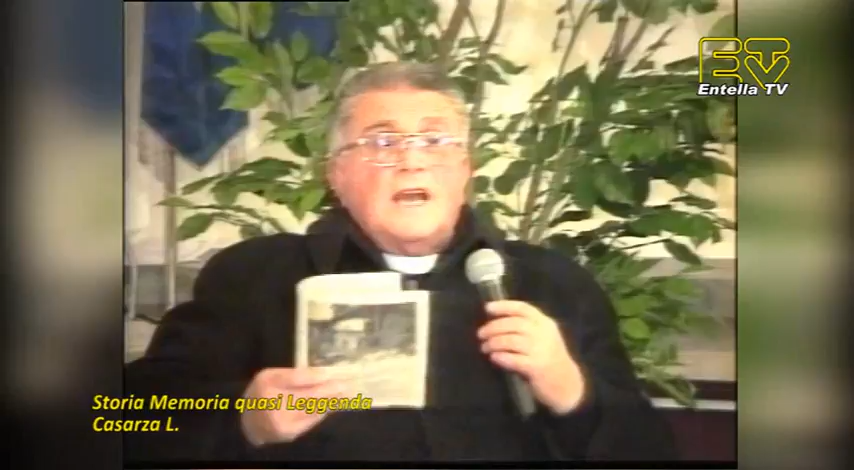 ETV
Entella TV
Storia Memoria quasi Leggenda
Casarza L.